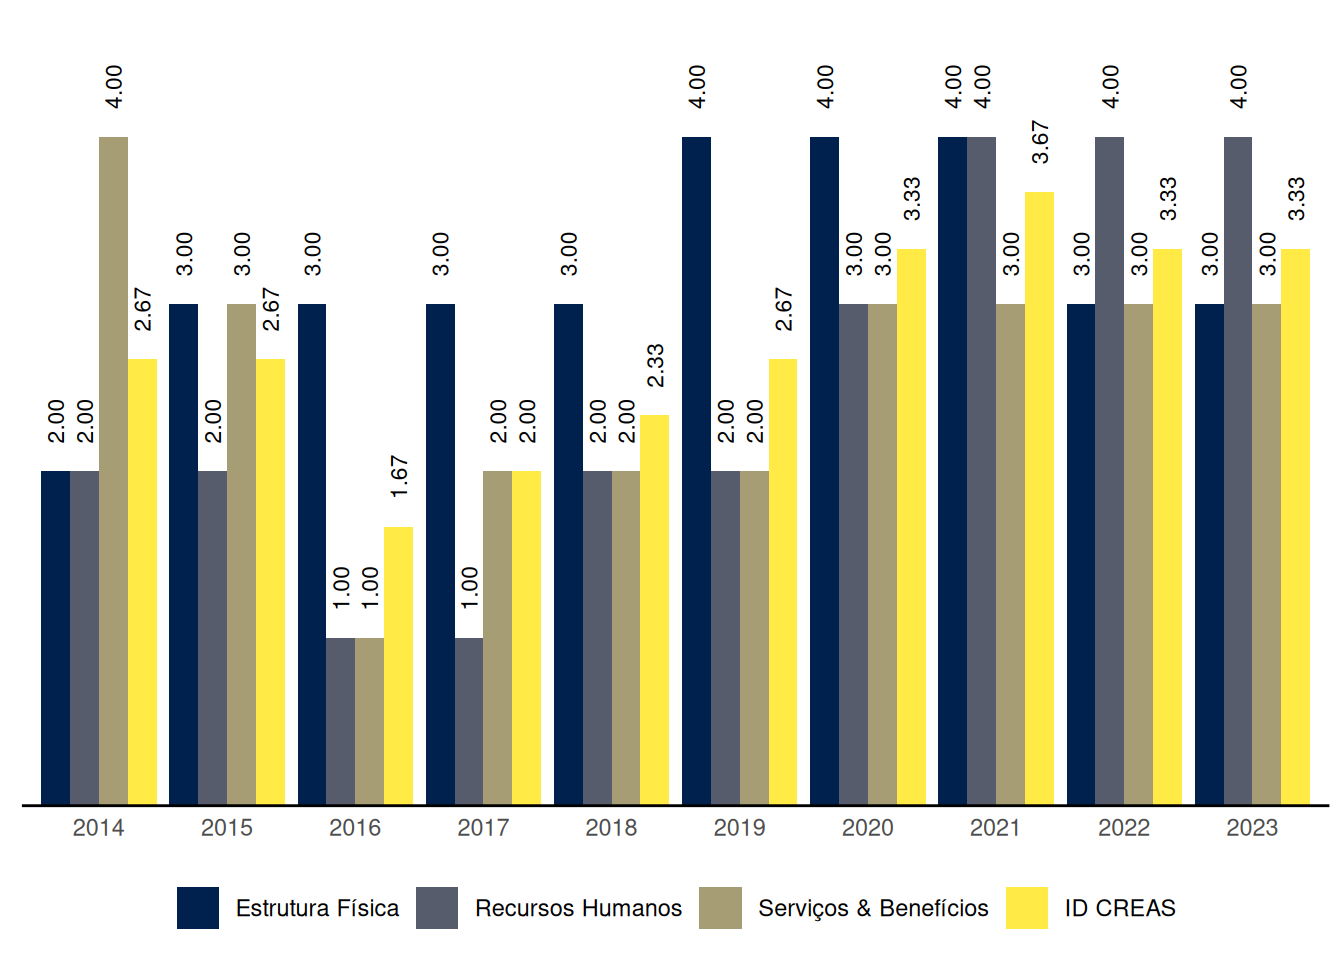 4.00 4.00 4.00 4.00 4.00 4.00 4.00
3.67
3.33 3.33 3.33
3.00 3.00 3.00 3.00 3.00 3.00 3.00 3.00 3.00 3.00 3.00 3.00
2.67 2.67 2.67
2.33
2.00 2.00 2.00 2.00 2.00 2.00 2.00 2.00 2.00
1.67
1.00 1.00 1.00
2014 2015 2016 2017 2018 2019 2020 2021 2022 2023
Estrutura Física Recursos Humanos Serviços & Benefícios ID CREAS